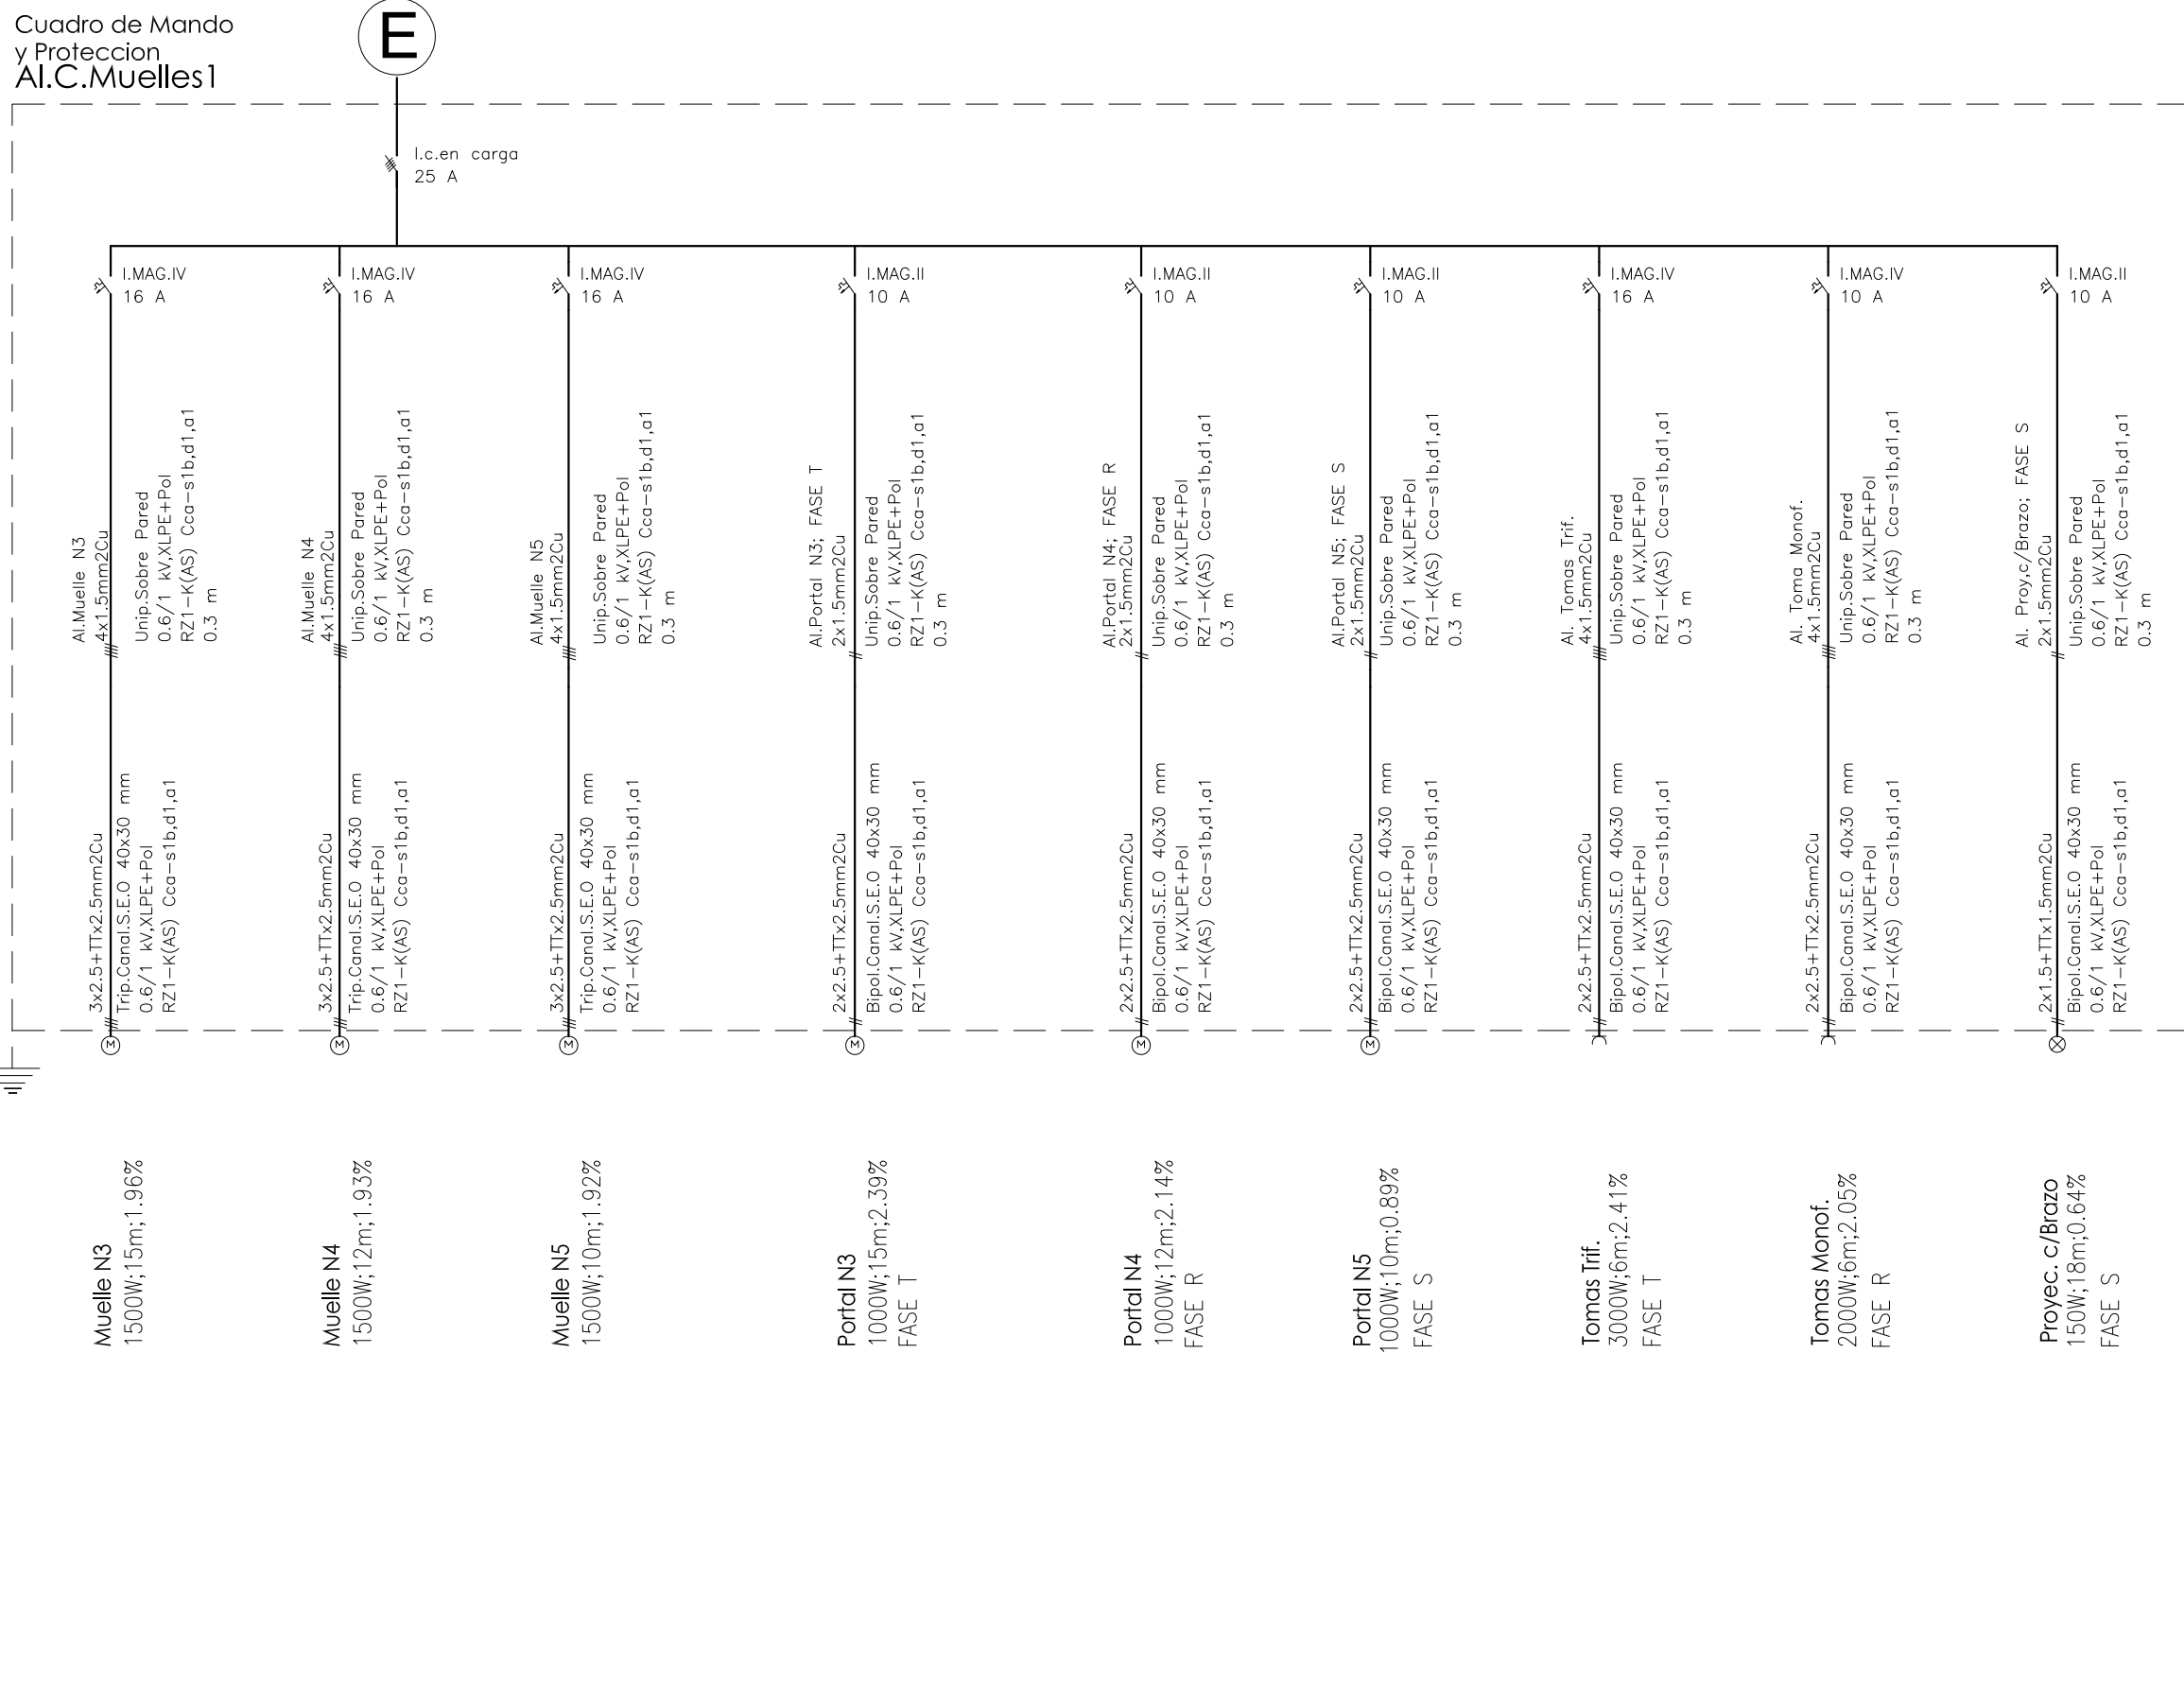 Cuadro de Mando
y Proteccion
Al.C.Muelles1
E
I.c.en carga
25 A
I.MAG.IV
16 A
I.MAG.IV
16 A
I.MAG.IV
16 A
I.MAG.II
10 A
I.MAG.II
10 A
I.MAG.II
10 A
I.MAG.IV
16 A
I.MAG.IV
10 A
I.MAG.II
10 A
Al.Muelle N3
4x1.5mm2Cu
Unip.Sobre Pared
0.6/1 kV,XLPE+Pol
RZ1-K(AS) Cca-s1b,d1,a1
0.3 m
Al.Muelle N4
4x1.5mm2Cu
Unip.Sobre Pared
0.6/1 kV,XLPE+Pol
RZ1-K(AS) Cca-s1b,d1,a1
0.3 m
Al.Muelle N5
4x1.5mm2Cu
Unip.Sobre Pared
0.6/1 kV,XLPE+Pol
RZ1-K(AS) Cca-s1b,d1,a1
0.3 m
Al.Portal N3; FASE T
2x1.5mm2Cu
Unip.Sobre Pared
0.6/1 kV,XLPE+Pol
RZ1-K(AS) Cca-s1b,d1,a1
0.3 m
Al.Portal N4; FASE R
2x1.5mm2Cu
Unip.Sobre Pared
0.6/1 kV,XLPE+Pol
RZ1-K(AS) Cca-s1b,d1,a1
0.3 m
Al.Portal N5; FASE S
2x1.5mm2Cu
Unip.Sobre Pared
0.6/1 kV,XLPE+Pol
RZ1-K(AS) Cca-s1b,d1,a1
0.3 m
Al. Tomas Trif.
4x1.5mm2Cu
Unip.Sobre Pared
0.6/1 kV,XLPE+Pol
RZ1-K(AS) Cca-s1b,d1,a1
0.3 m
Al. Toma Monof.
4x1.5mm2Cu
Unip.Sobre Pared
0.6/1 kV,XLPE+Pol
RZ1-K(AS) Cca-s1b,d1,a1
0.3 m
Al. Proy,c/Brazo; FASE S
2x1.5mm2Cu
Unip.Sobre Pared
0.6/1 kV,XLPE+Pol
RZ1-K(AS) Cca-s1b,d1,a1
0.3 m
3x2.5+TTx2.5mm2Cu
Trip.Canal.S.E.O 40x30 mm
0.6/1 kV,XLPE+Pol
RZ1-K(AS) Cca-s1b,d1,a1
3x2.5+TTx2.5mm2Cu
Trip.Canal.S.E.O 40x30 mm
0.6/1 kV,XLPE+Pol
RZ1-K(AS) Cca-s1b,d1,a1
3x2.5+TTx2.5mm2Cu
Trip.Canal.S.E.O 40x30 mm
0.6/1 kV,XLPE+Pol
RZ1-K(AS) Cca-s1b,d1,a1
2x2.5+TTx2.5mm2Cu
Bipol.Canal.S.E.O 40x30 mm
0.6/1 kV,XLPE+Pol
RZ1-K(AS) Cca-s1b,d1,a1
2x2.5+TTx2.5mm2Cu
Bipol.Canal.S.E.O 40x30 mm
0.6/1 kV,XLPE+Pol
RZ1-K(AS) Cca-s1b,d1,a1
2x2.5+TTx2.5mm2Cu
Bipol.Canal.S.E.O 40x30 mm
0.6/1 kV,XLPE+Pol
RZ1-K(AS) Cca-s1b,d1,a1
2x2.5+TTx2.5mm2Cu
Bipol.Canal.S.E.O 40x30 mm
0.6/1 kV,XLPE+Pol
RZ1-K(AS) Cca-s1b,d1,a1
2x2.5+TTx2.5mm2Cu
Bipol.Canal.S.E.O 40x30 mm
0.6/1 kV,XLPE+Pol
RZ1-K(AS) Cca-s1b,d1,a1
2x1.5+TTx1.5mm2Cu
Bipol.Canal.S.E.O 40x30 mm
0.6/1 kV,XLPE+Pol
RZ1-K(AS) Cca-s1b,d1,a1
M
M
M
M
M
M
Muelle N3
1500W;15m;1.96%
Muelle N4
1500W;12m;1.93%
Muelle N5
1500W;10m;1.92%
Portal N3
1000W;15m;2.39%
FASE T
Portal N4
1000W;12m;2.14%
FASE R
Portal N5
1000W;10m;0.89%
FASE S
Tomas Trif.
3000W;6m;2.41%
FASE T
Tomas Monof.
2000W;6m;2.05%
FASE R
Proyec. c/Brazo
150W;18m;0.64%
FASE S